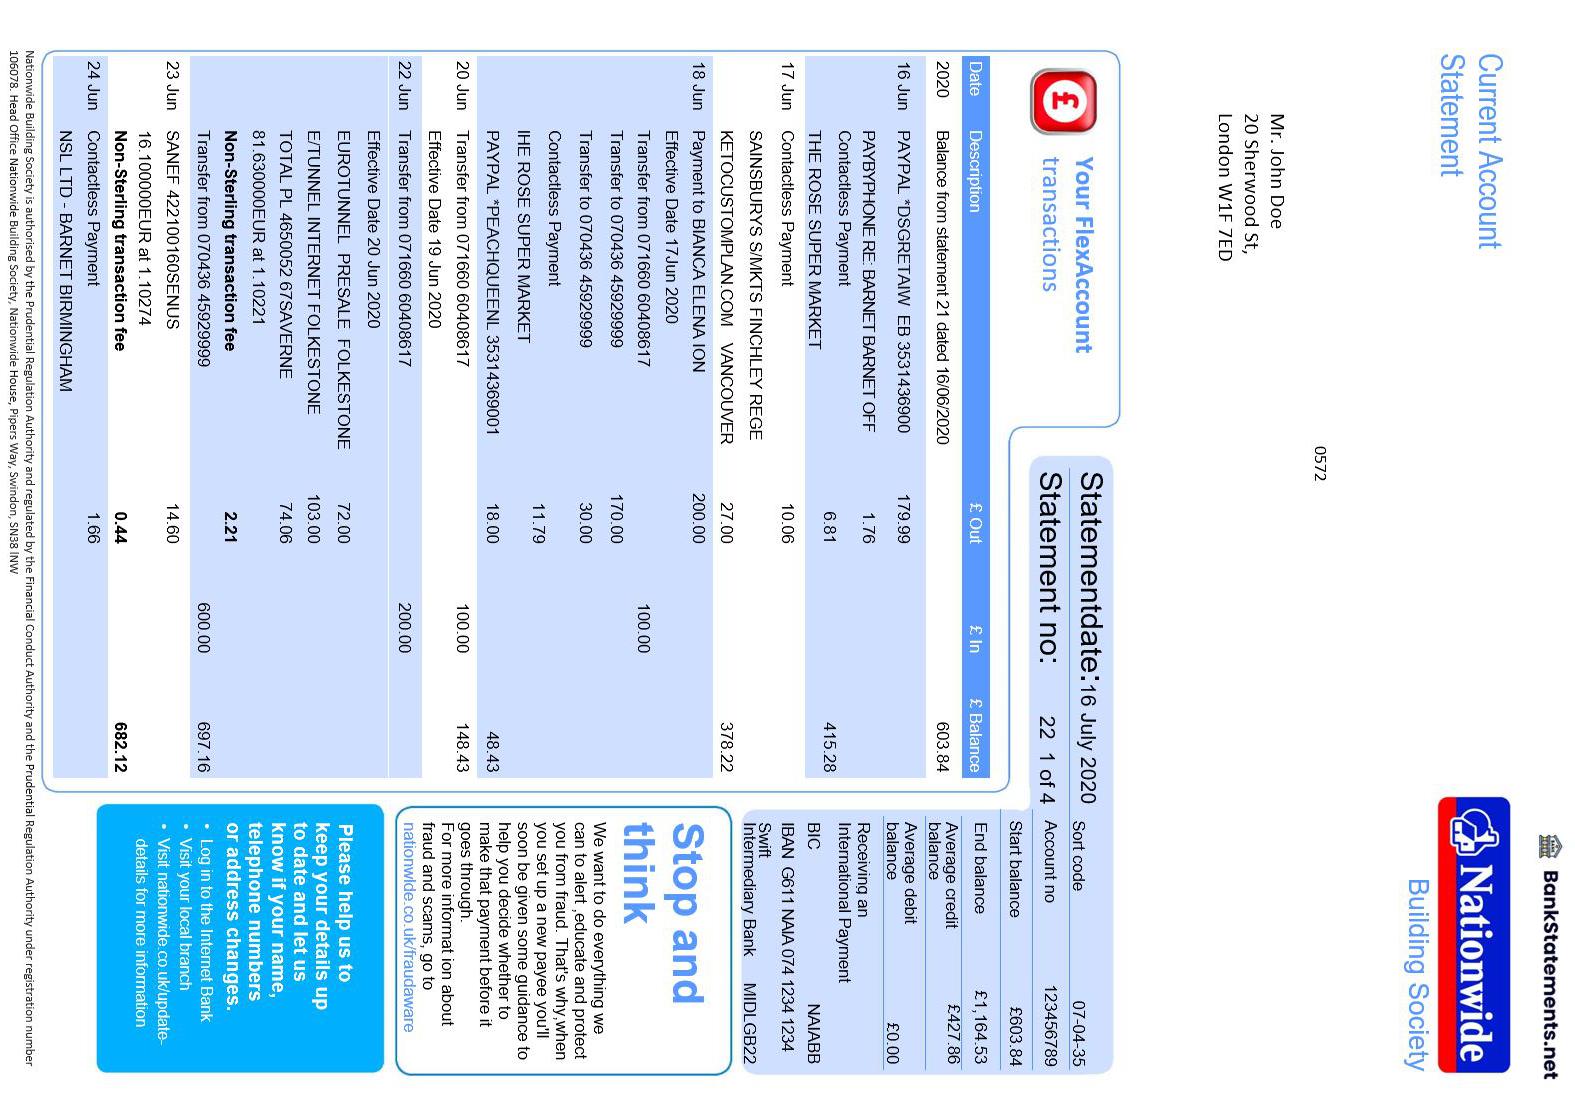 BankStatements.net
Current Account
Statement
Nationwide
Building Society
0572
Mr. John Doe
20 Sherwood St,
London W1F 7ED
Your FlexAccount
transactions
Statementdate:16 July 2020
Statement no: 22 1 of 4
Sort code 07-04-35
Account no 123456789
Start balance £603.84
End balance £1,164.53
Average credit
balance £427.86
Average debit
balance £0.00
Receiving an
International Payment
BIC NAIABB
IBAN G611 NAIA 074 1234 1234
Swift
Intermediary Bank MIDLGB22
Date Description £ Out £ In £ Balance
2020 Balance from statement 21 dated 16/06/2020 603.84
16 Jun PAYPAL *DSGRETAIW EB 3531436900 179.99
PAYBYPHONE RE: BARNET BARNET OFF 1.76
Contactless Payment
THE ROSE SUPER MARKET 6.81 415.28
17 Jun Contactless Payment 10.06
SAINSBURYS S/MKTS FINCHLEY REGE
KETOCUSTOMPLAN.COM VANCOUVER 27.00 378.22
18 Jun Payment to BIANCA ELENA ION 200.00
Effective Date 17Jun 2020
Transfer from 071660 60408617 100.00
Transfer to 070436 45929999 170.00
Transfer to 070436 45929999 30.00
Contactless Payment
IHE ROSE SUPER MARKET 11.79
PAYPAL *PEACHQUEENL 35314369001 18.00 48.43
20 Jun Transfer from 071660 60408617 100.00 148.43
Effective Date 19 Jun 2020
22 Jun Transfer from 071660 60408617 200.00
Effective Date 20 Jun 2020
EUROTUNNEL PRESALE FOLKESTONE 72.00
E/TUNNEL INTERNET FOLKESTONE 103.00
TOTAL PL 4650052 67SAVERNE 74.06
81.630000EUR at 1.10221
Non-Sterling transaction fee 2.21
Transfer from 070436 45929999 600.00 697.16
23 Jun SANEF 422100160SENUS 14.60
16.100000EUR at 1.10274
Non-Sterling transaction fee 0.44 682.12
24 Jun Contactless Payment 1.66
NSL LTD - BARNET BIRMINGHAM
Stop and
think
We want to do everything we
can to alert ,educate and protect
you from fraud. That's why,when
you set up a new payee you'll
soon be given some guidance to
help you decide whether to
make that payment before it
goes through.
For more informat ion about
fraud and scams, go to
nationwlde.co.uk/fraudaware
Please help us to
keep your details up
to date and let us
know if your name,
telephone numbers
or address changes.
• Log in to the Internet Bank
• Visit your local branch
• Visit nationwide.co.uk/update-
details for more information
Nationwide Building Society is authorised by the Prudential Regulation Authority and regulated by the Financial Conduct Authority and the Prudential Regulation Authority under registration number
106078. Head Office Nationwide Building Society, Nationwide House, Pipers Way, Swindon, SN38 INW